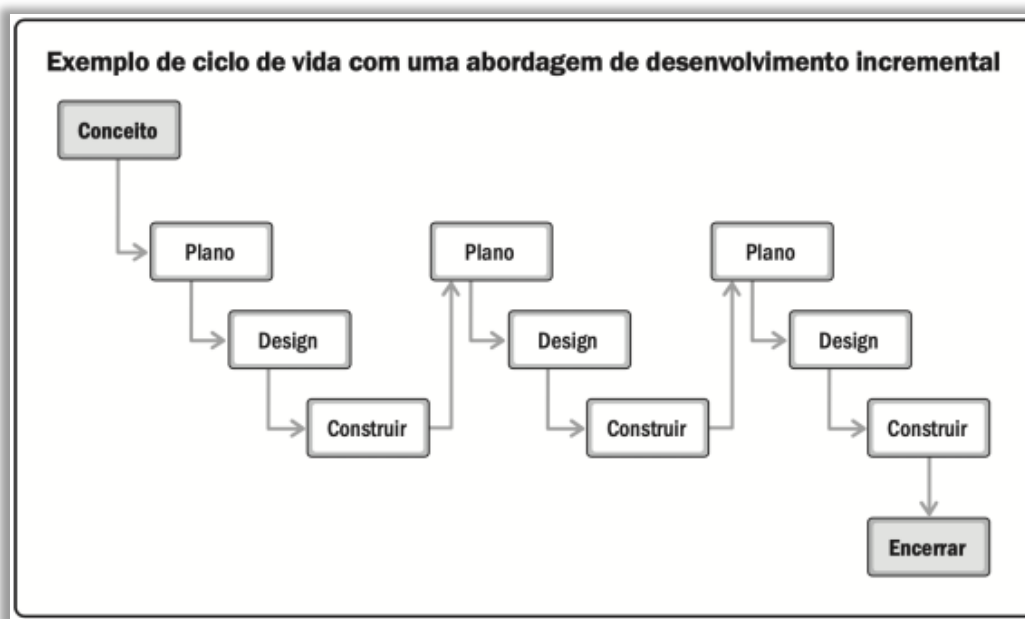 Exemplo de ciclo de vida com uma abordagem de desenvolvimento incremental
Conceito
Plano
Plano
Plano
Design
Design
Design
Construir
Construir
Construir
Encerrar